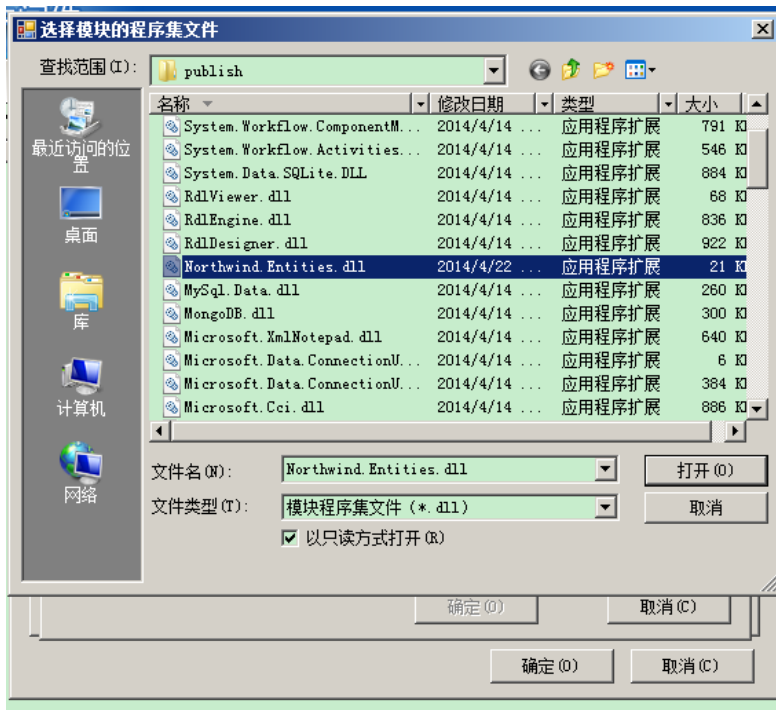 选择模块的程序集文件
查找范围(I):
publish
名称 修改日期 类型 大小
System.Workflow.ComponentM... 2014/4/14 ... 应用程序扩展 791 K
System.Workflow.Activities... 2014/4/14 ... 应用程序扩展 546 K
System.Data.SQLite.DLL 2014/4/14 ... 应用程序扩展 884 K
RdlViewer.dll 2014/4/14 ... 应用程序扩展 68 K
RdlEngine.dll 2014/4/14 ... 应用程序扩展 836 K
RdlDesigner.dll 2014/4/14 ... 应用程序扩展 922 K
Northwind.Entities.dll 2014/4/22 ... 应用程序扩展 21 K
MySql.Data.dll 2014/4/14 ... 应用程序扩展 260 K
MongoDB.dll 2014/4/14 ... 应用程序扩展 300 K
Microsoft.XmlNotepad.dll 2014/4/14 ... 应用程序扩展 640 K
Microsoft.Data.ConnectionU... 2014/4/14 ... 应用程序扩展 6 K
Microsoft.Data.ConnectionU... 2014/4/14 ... 应用程序扩展 384 K
Microsoft.Cci.dll 2014/4/14 ... 应用程序扩展 886 K
最近访问的位置
桌面
库
计算机
网络
文件名(N):
Northwind.Entities.dll
打开(O)
文件类型(T):
模块程序集文件 (*.dll)
取消
以只读方式打开(R)
确定(O) 取消(C)
确定(O) 取消(C)